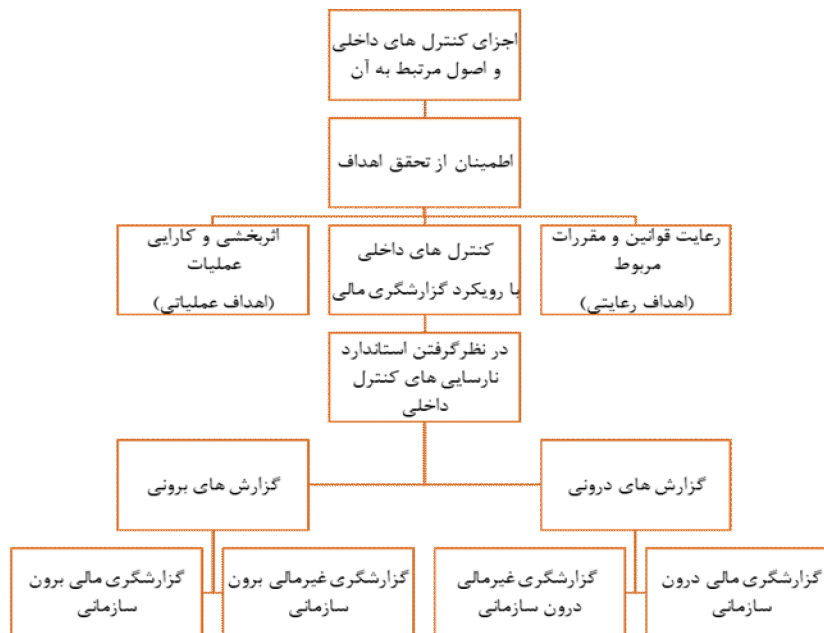 اجزای کنترل های داخلی
و اصول مرتبط به آن
اطمینان از تحقق اهداف
رعایت قوانین و مقررات
مربوط
(اهداف رعایتی)
کنترل های داخلی
با رویکرد گزارشگری مالی
اثربخشی و کارایی
عملیات
(اهداف عملیاتی)
در نظرگرفتن استاندارد
نارسایی های کنترل
داخلی
گزارش های درونی
گزارش های برونی
گزارشگری مالی درون
سازمانی
گزارشگری غیرمالی
درون سازمانی
گزارشگری غیرمالی برون
سازمانی
گزارشگری مالی برون
سازمانی